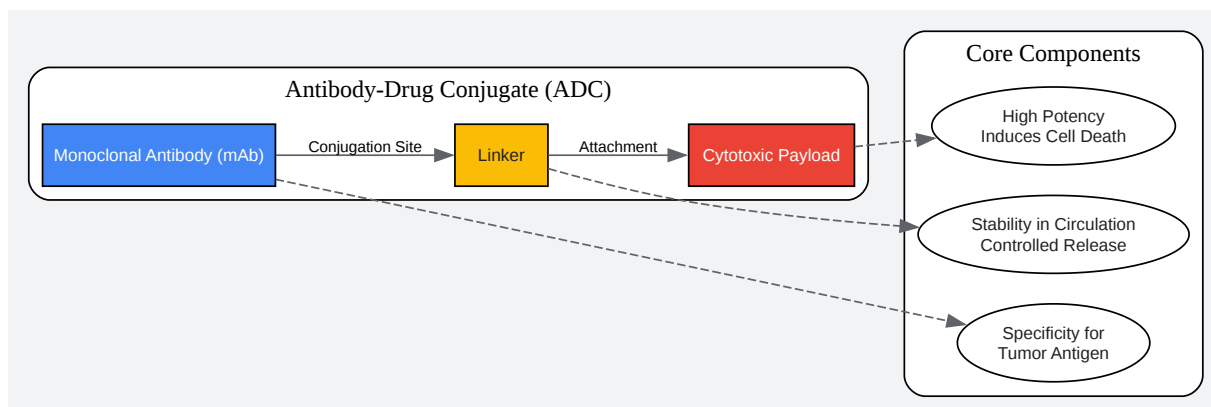 Core Components
Antibody-Drug Conjugate (ADC)
High Potency
Induces Cell Death
Monoclonal Antibody (mAb)
Conjugation Site
Linker
Attachment
Cytotoxic Payload
Stability in Circulation
Controlled Release
Specificity for
Tumor Antigen